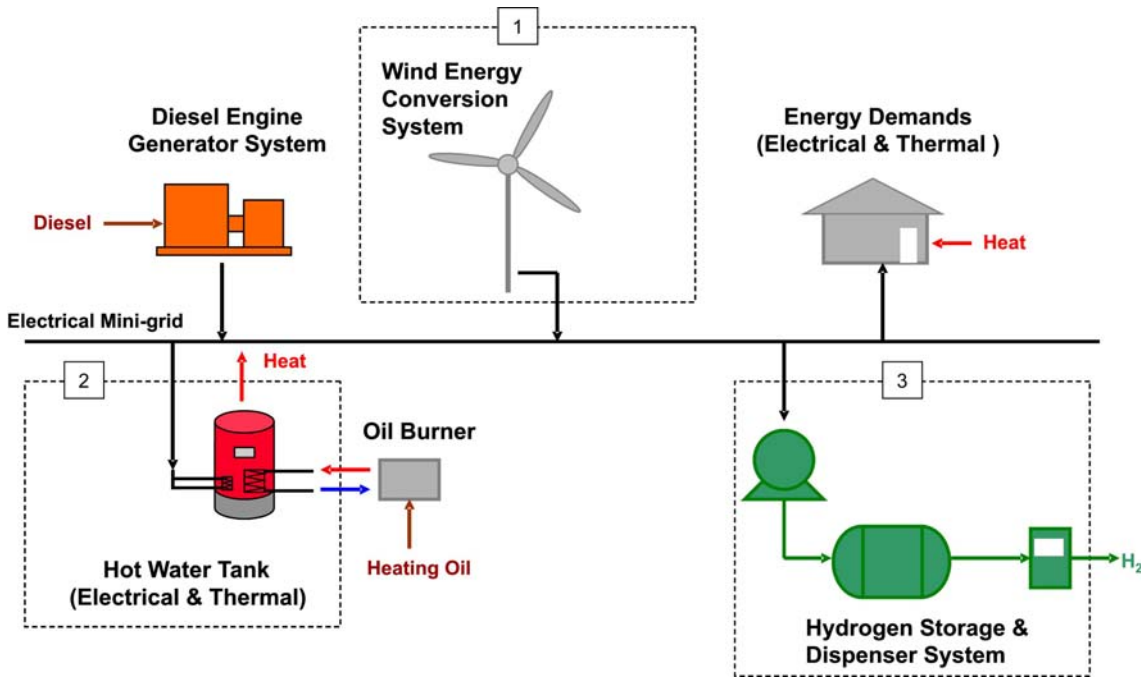 1
Wind Energy
Conversion
System
Diesel Engine
Generator System
Energy Demands
(Electrical & Thermal )
Diesel
Heat
Electrical Mini-grid
2
Heat
3
Oil Burner
Heating Oil
Hot Water Tank
(Electrical & Thermal)
H₂
Hydrogen Storage &
Dispenser System